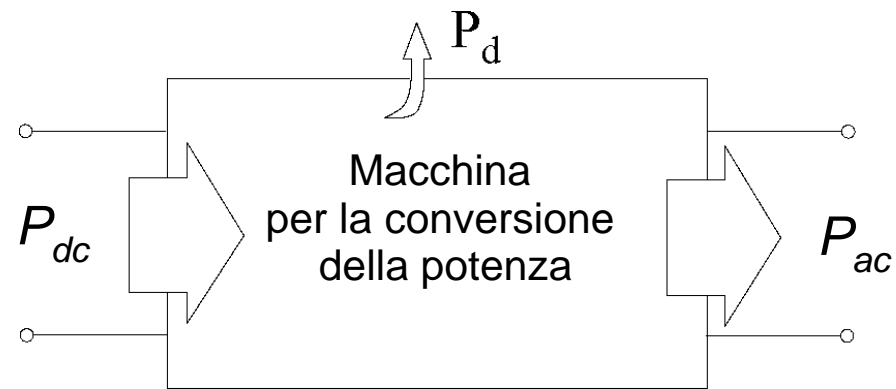 P_d
Macchina
per la conversione
della potenza
P_dc
P_ac